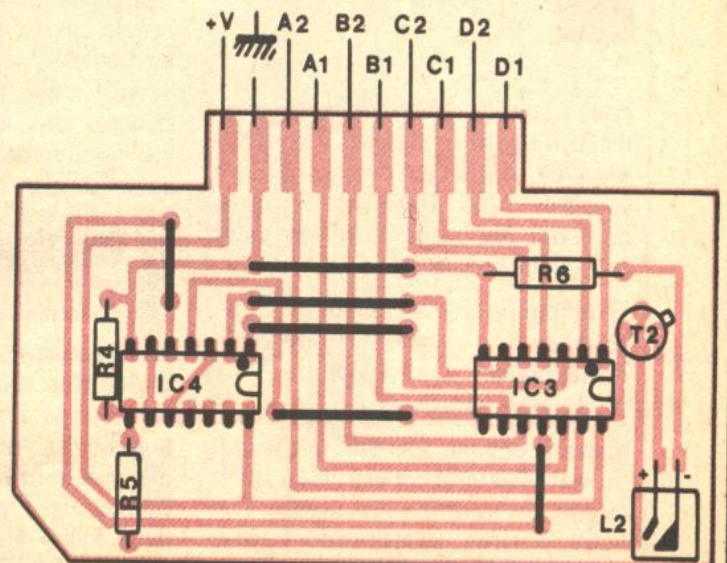 +V A2 B2 C2 D2
A1 B1 C1 D1
R6
T2
R4
IC4
IC3
R5
+ -
L2